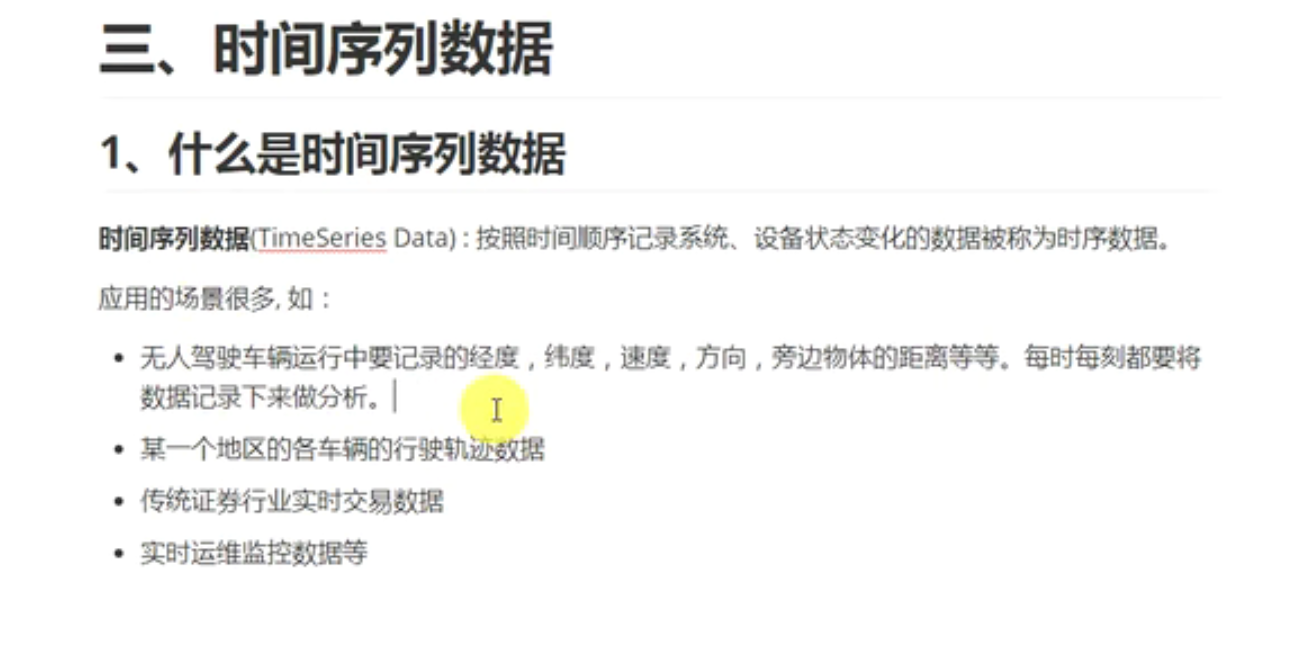 三、时间序列数据
1、什么是时间序列数据
时间序列数据(TimeSeries Data) : 按照时间顺序记录系统、设备状态变化的数据被称为时序数据。
应用的场景很多, 如：
• 无人驾驶车辆运行中要记录的经度，纬度，速度，方向，旁边物体的距离等等。每时每刻都要将
数据记录下来做分析。
• 某一个地区的各车辆的行驶轨迹数据
• 传统证券行业实时交易数据
• 实时运维监控数据等